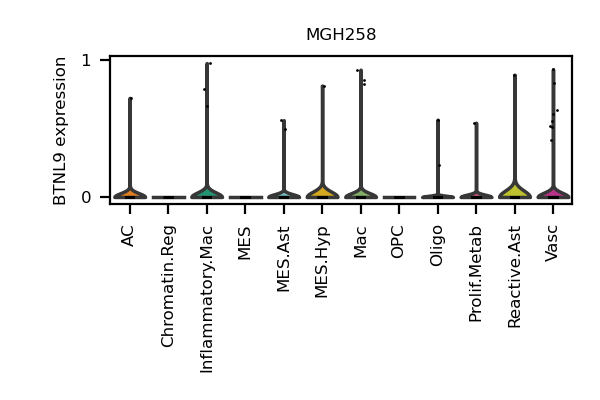 MGH258
BTNL9 expression
1
0
AC
Chromatin.Reg
Inflammatory.Mac
MES
MES.Ast
MES.Hyp
Mac
OPC
Oligo
Prolif.Metab
Reactive.Ast
Vasc